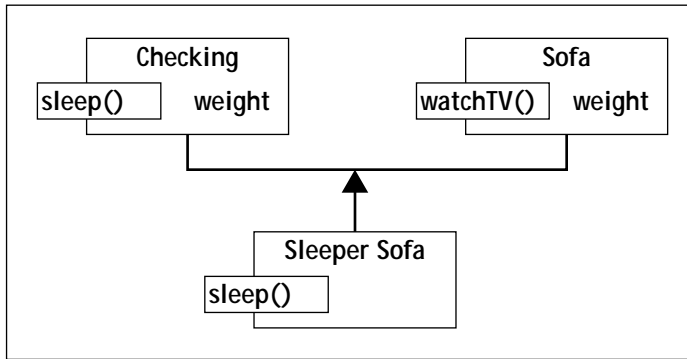 Checking
sleep() weight
Sofa
watchTV() weight
Sleeper Sofa
sleep()